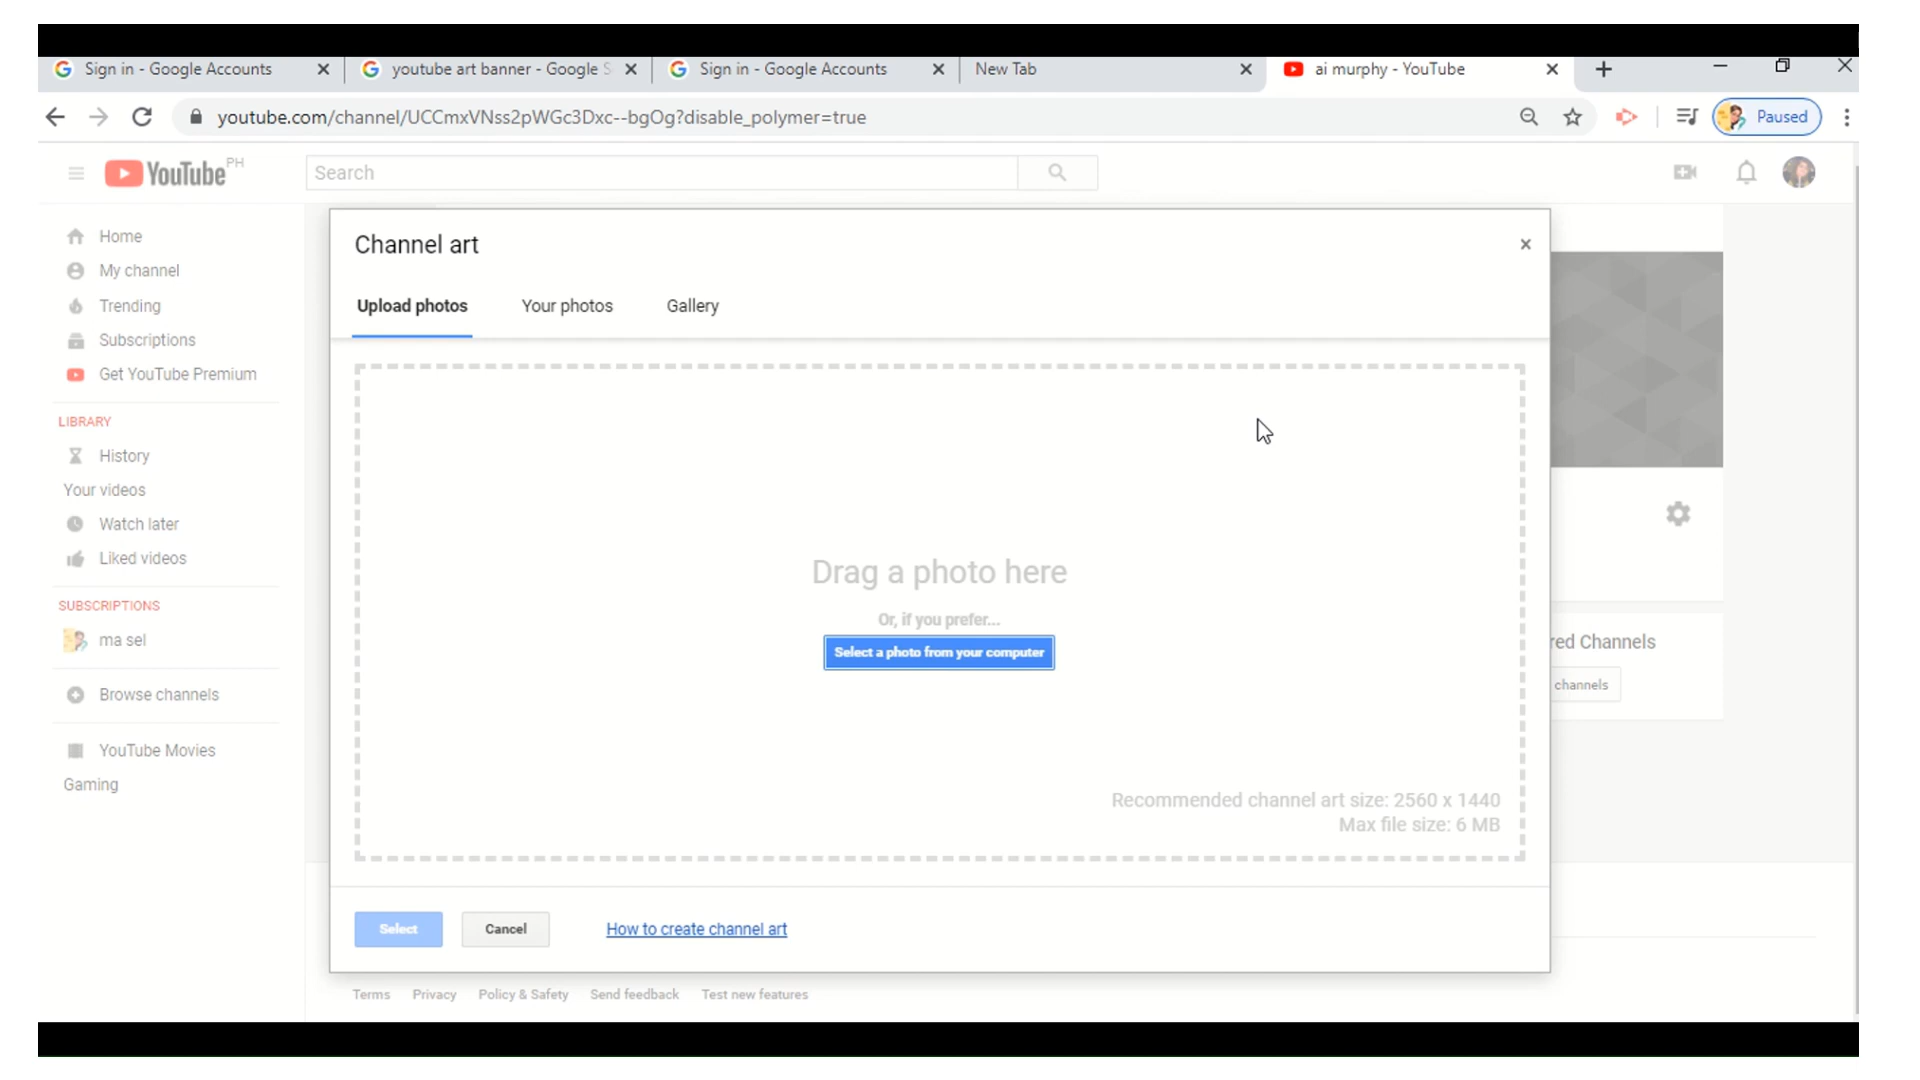 Sign in - Google Accounts
youtube art banner - Google S
Sign in - Google Accounts
New Tab
ai murphy - YouTube
youtube.com/channel/UCCmxVNss2pWGc3Dxc--bgOg?disable_polymer=true
Paused
YouTube PH
Search
Home
My channel
Trending
Subscriptions
Get YouTube Premium
LIBRARY
History
Your videos
Watch later
Liked videos
SUBSCRIPTIONS
ma sel
Browse channels
YouTube Movies
Gaming
Channel art
Upload photos
Your photos
Gallery
Drag a photo here
Or, if you prefer...
Select a photo from your computer
Recommended channel art size: 2560 x 1440
Max file size: 6 MB
Select
Cancel
How to create channel art
red Channels
channels
Terms
Privacy
Policy & Safety
Send feedback
Test new features